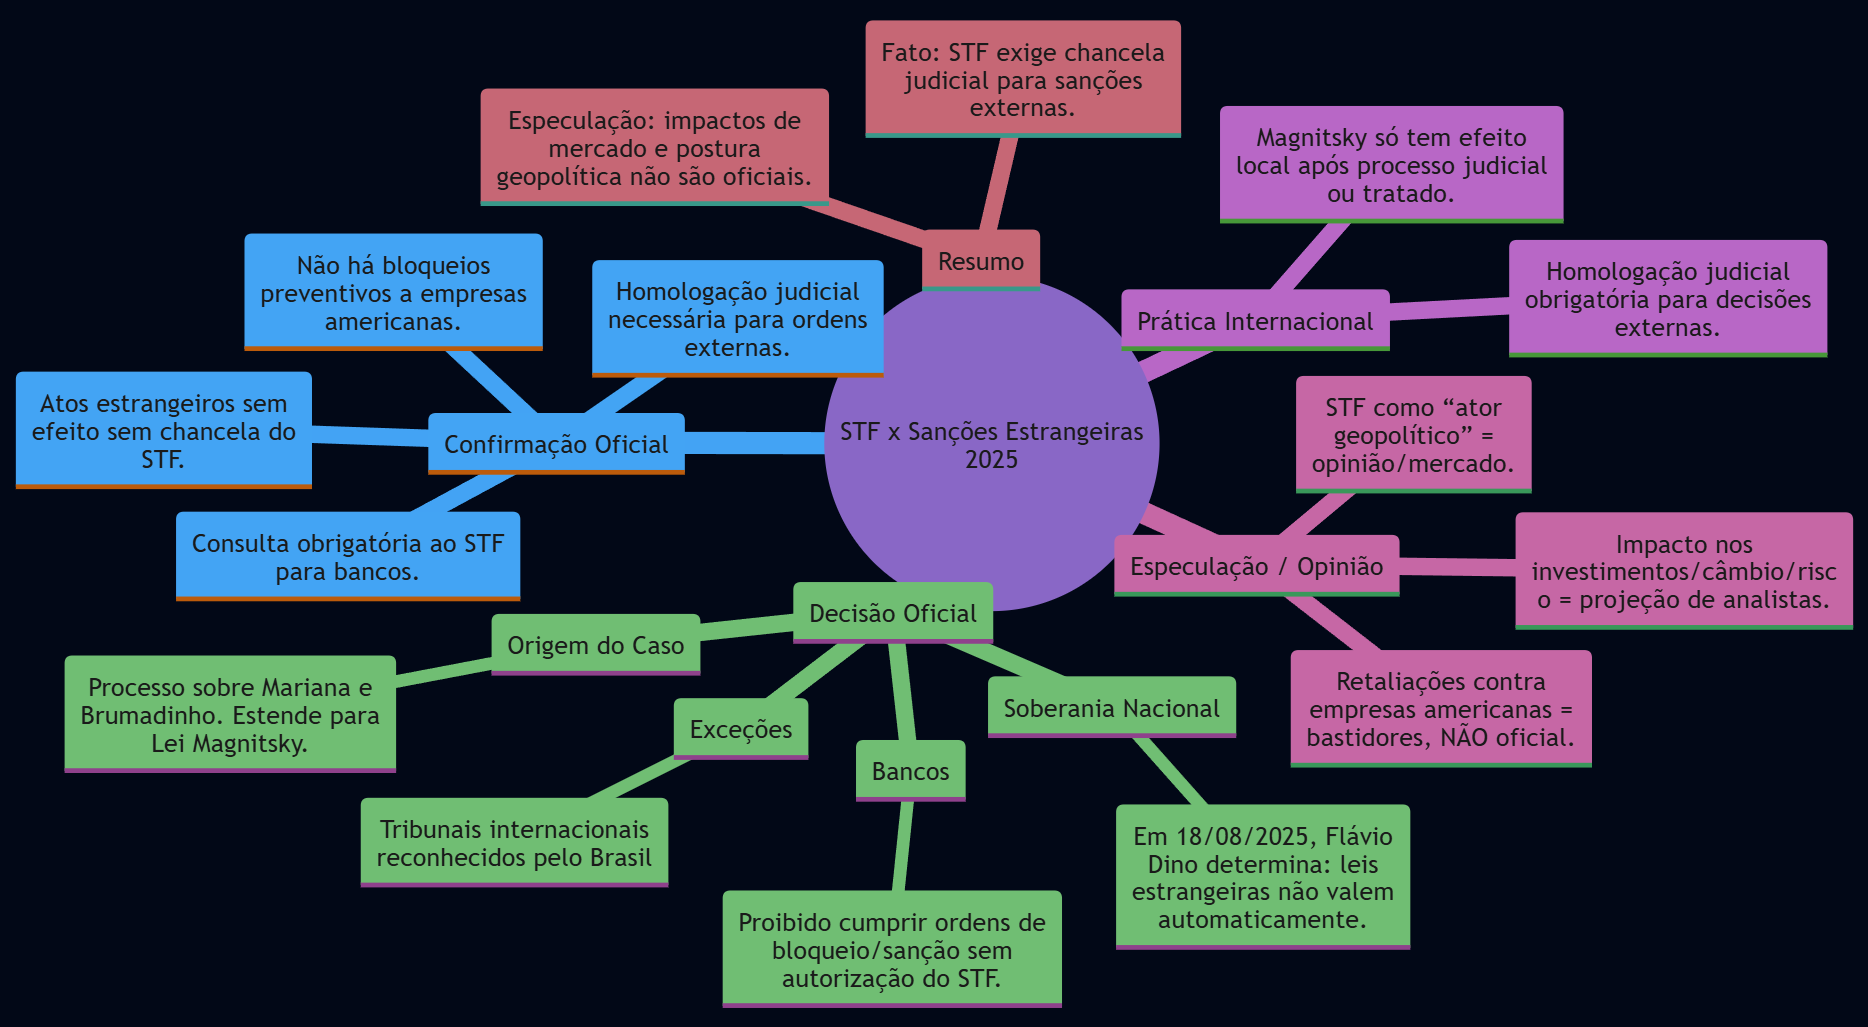 Fato: STF exige chancela
judicial para sanções
externas.
Especulação: impactos de
mercado e postura
geopolítica não são oficiais.
Resumo
Magnitsky só tem efeito
local após processo judicial
ou tratado.
Homologação judicial
obrigatória para decisões
externas.
Prática Internacional
Não há bloqueios
preventivos a empresas
americanas.
Homologação judicial
necessária para ordens
externas.
Atos estrangeiros sem
efeito sem chancela do
STF.
Confirmação Oficial
Consulta obrigatória ao STF
para bancos.
STF x Sanções Estrangeiras
2025
STF como “ator
geopolítico” =
opinião/mercado.
Especulação / Opinião
Impacto nos
investimentos/câmbio/risc
o = projeção de analistas.
Retaliações contra
empresas americanas =
bastidores, NÃO oficial.
Decisão Oficial
Origem do Caso
Processo sobre Mariana e
Brumadinho. Estende para
Lei Magnitsky.
Exceções
Tribunais internacionais
reconhecidos pelo Brasil
Bancos
Proibido cumprir ordens de
bloqueio/sanção sem
autorização do STF.
Soberania Nacional
Em 18/08/2025, Flávio
Dino determina: leis
estrangeiras não valem
automaticamente.